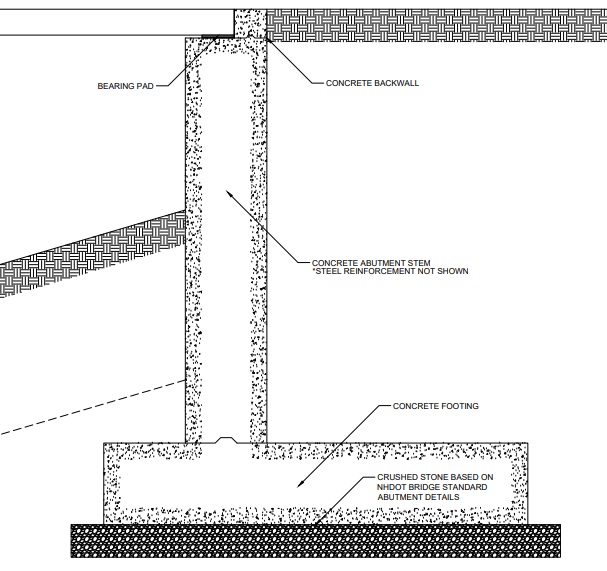 BEARING PAD
CONCRETE BACKWALL
CONCRETE ABUTMENT STEM
*STEEL REINFORCEMENT NOT SHOWN
CONCRETE FOOTING
CRUSHED STONE BASED ON
NHDOT BRIDGE STANDARD
ABUTMENT DETAILS